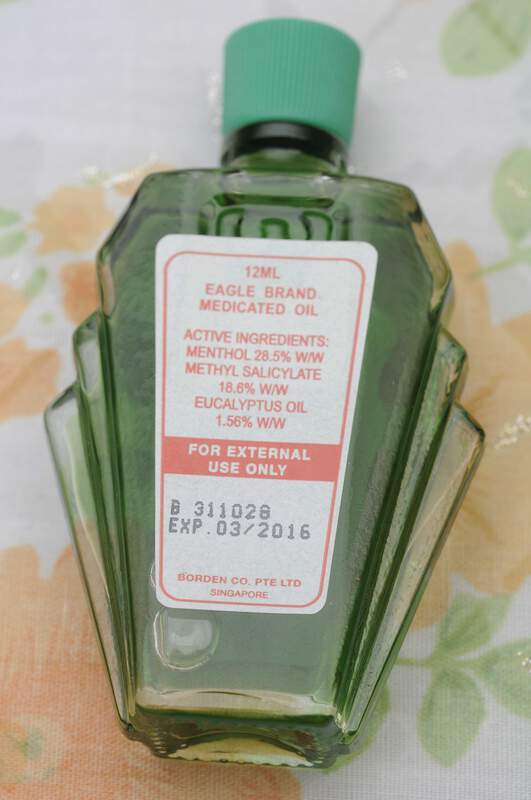 12ML
EAGLE BRAND
MEDICATED OIL
ACTIVE INGREDIENTS:
MENTHOL 28.5% W/W
METHYL SALICYLATE
18.6% W/W
EUCALYPTUS OIL
1.56% W/W
FOR EXTERNAL
USE ONLY
B 311028
EXP.03/2016
BORDEN CO. PTE LTD
SINGAPORE